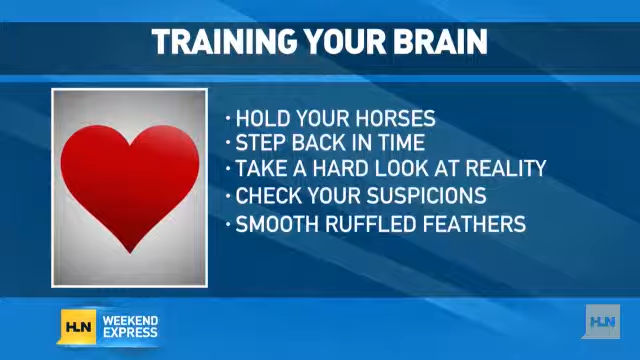 TRAINING YOUR BRAIN
• HOLD YOUR HORSES
• STEP BACK IN TIME
• TAKE A HARD LOOK AT REALITY
• CHECK YOUR SUSPICIONS
• SMOOTH RUFFLED FEATHERS
HLN WEEKEND
EXPRESS
HLN